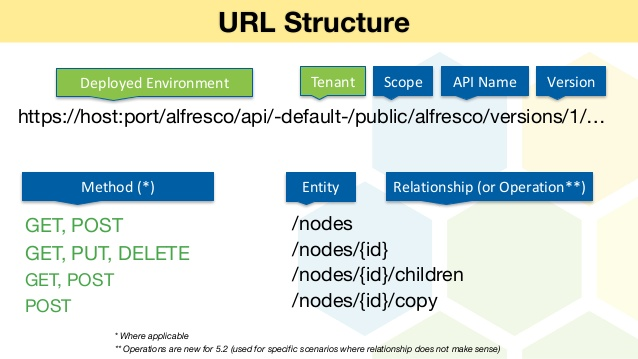 URL Structure
Deployed Environment Tenant Scope API Name Version
https://host:port/alfresco/api/-default-/public/alfresco/versions/1/…
Method (*) Entity Relationship (or Operation**)
GET, POST /nodes
GET, PUT, DELETE /nodes/{id}
GET, POST /nodes/{id}/children
POST /nodes/{id}/copy
* Where applicable
** Operations are new for 5.2 (used for specific scenarios where relationship does not make sense)